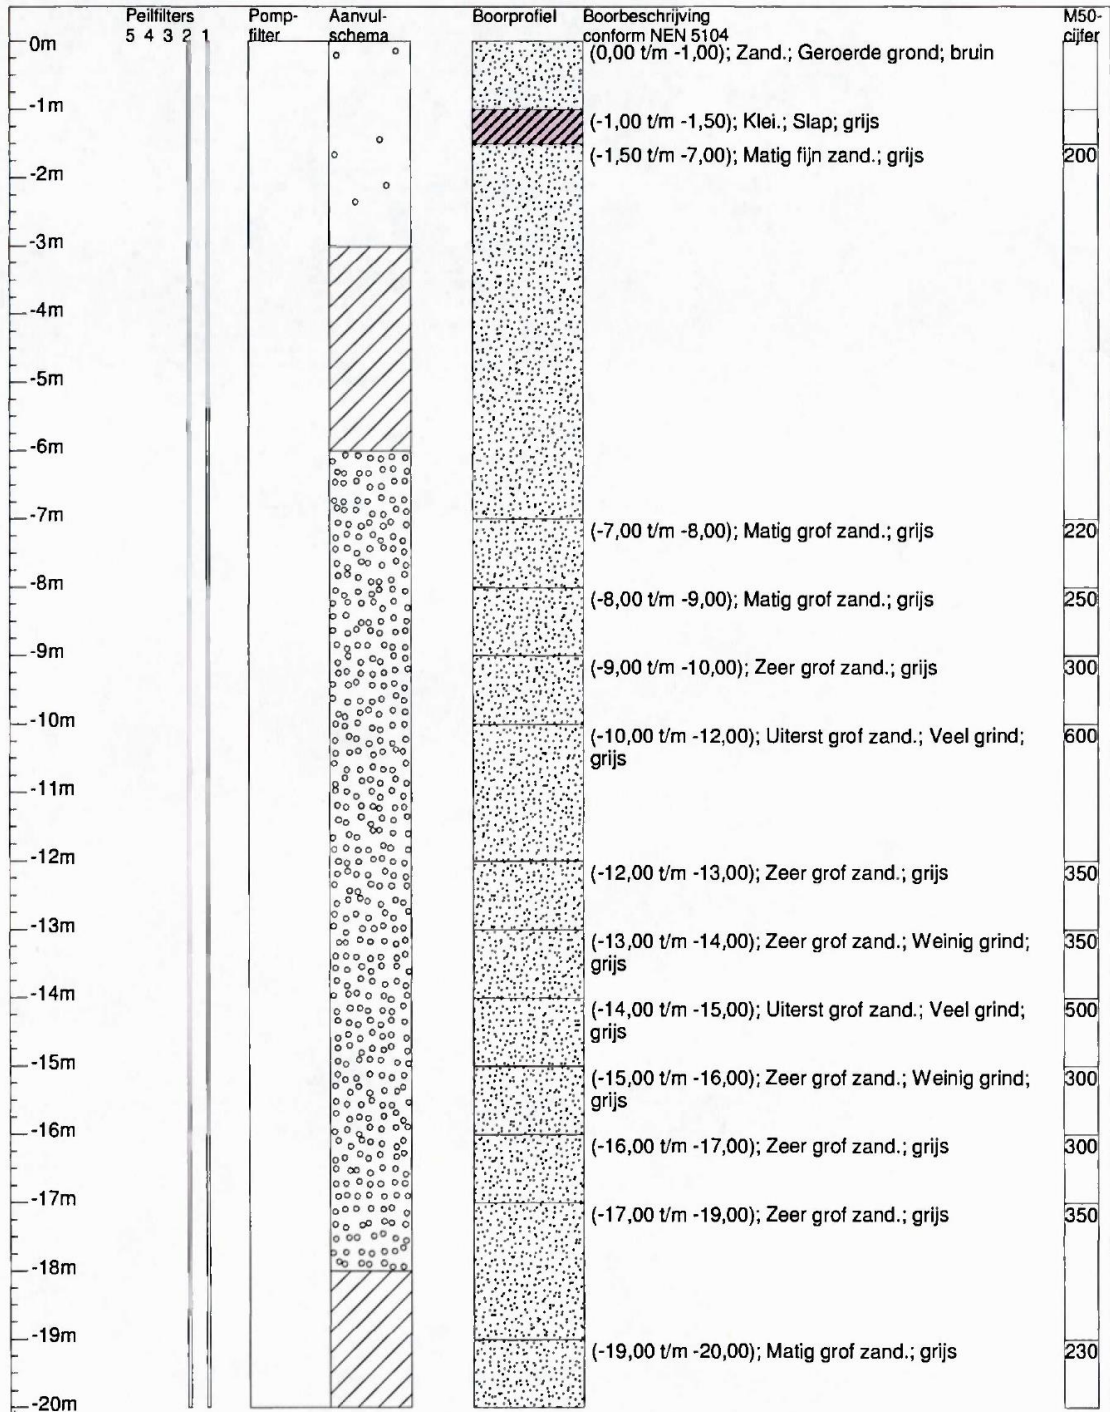 Peilfilters Pomp- Aanvul- Boorprofiel Boorbeschrijving M50-
5 4 3 2 1 filter schema conform NEN 5104 cijfer
0m (0,00 t/m -1,00); Zand.; Geroerde grond; bruin
-1m (-1,00 t/m -1,50); Klei.; Slap; grijs
(-1,50 t/m -7,00); Matig fijn zand.; grijs 200
-2m
-3m
-4m
-5m
-6m
-7m (-7,00 t/m -8,00); Matig grof zand.; grijs 220
-8m (-8,00 t/m -9,00); Matig grof zand.; grijs 250
-9m (-9,00 t/m -10,00); Zeer grof zand.; grijs 300
-10m (-10,00 t/m -12,00); Uiterst grof zand.; Veel grind; 600
grijs
-11m
-12m (-12,00 t/m -13,00); Zeer grof zand.; grijs 350
-13m (-13,00 t/m -14,00); Zeer grof zand.; Weinig grind; 350
grijs
-14m (-14,00 t/m -15,00); Uiterst grof zand.; Veel grind; 500
grijs
-15m (-15,00 t/m -16,00); Zeer grof zand.; Weinig grind; 300
grijs
-16m (-16,00 t/m -17,00); Zeer grof zand.; grijs 300
-17m (-17,00 t/m -19,00); Zeer grof zand.; grijs 350
-18m
-19m (-19,00 t/m -20,00); Matig grof zand.; grijs 230
-20m